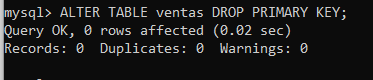 mysql> ALTER TABLE ventas DROP PRIMARY KEY;
Query OK, 0 rows affected (0.02 sec)
Records: 0  Duplicates: 0  Warnings: 0